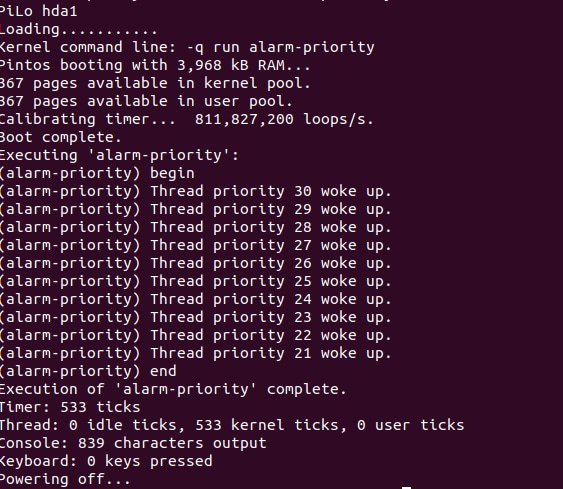 PiLo hda1
Loading...........
Kernel command line: -q run alarm-priority
Pintos booting with 3,968 kB RAM...
367 pages available in kernel pool.
367 pages available in user pool.
Calibrating timer...  811,827,200 loops/s.
Boot complete.
Executing 'alarm-priority':
(alarm-priority) begin
(alarm-priority) Thread priority 30 woke up.
(alarm-priority) Thread priority 29 woke up.
(alarm-priority) Thread priority 28 woke up.
(alarm-priority) Thread priority 27 woke up.
(alarm-priority) Thread priority 26 woke up.
(alarm-priority) Thread priority 25 woke up.
(alarm-priority) Thread priority 24 woke up.
(alarm-priority) Thread priority 23 woke up.
(alarm-priority) Thread priority 22 woke up.
(alarm-priority) Thread priority 21 woke up.
(alarm-priority) end
Execution of 'alarm-priority' complete.
Timer: 533 ticks
Thread: 0 idle ticks, 533 kernel ticks, 0 user ticks
Console: 839 characters output
Keyboard: 0 keys pressed
Powering off...